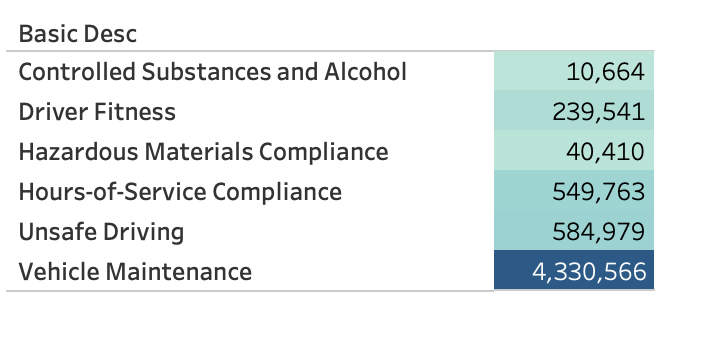 Basic Desc
Controlled Substances and Alcohol 10,664
Driver Fitness 239,541
Hazardous Materials Compliance 40,410
Hours-of-Service Compliance 549,763
Unsafe Driving 584,979
Vehicle Maintenance 4,330,566